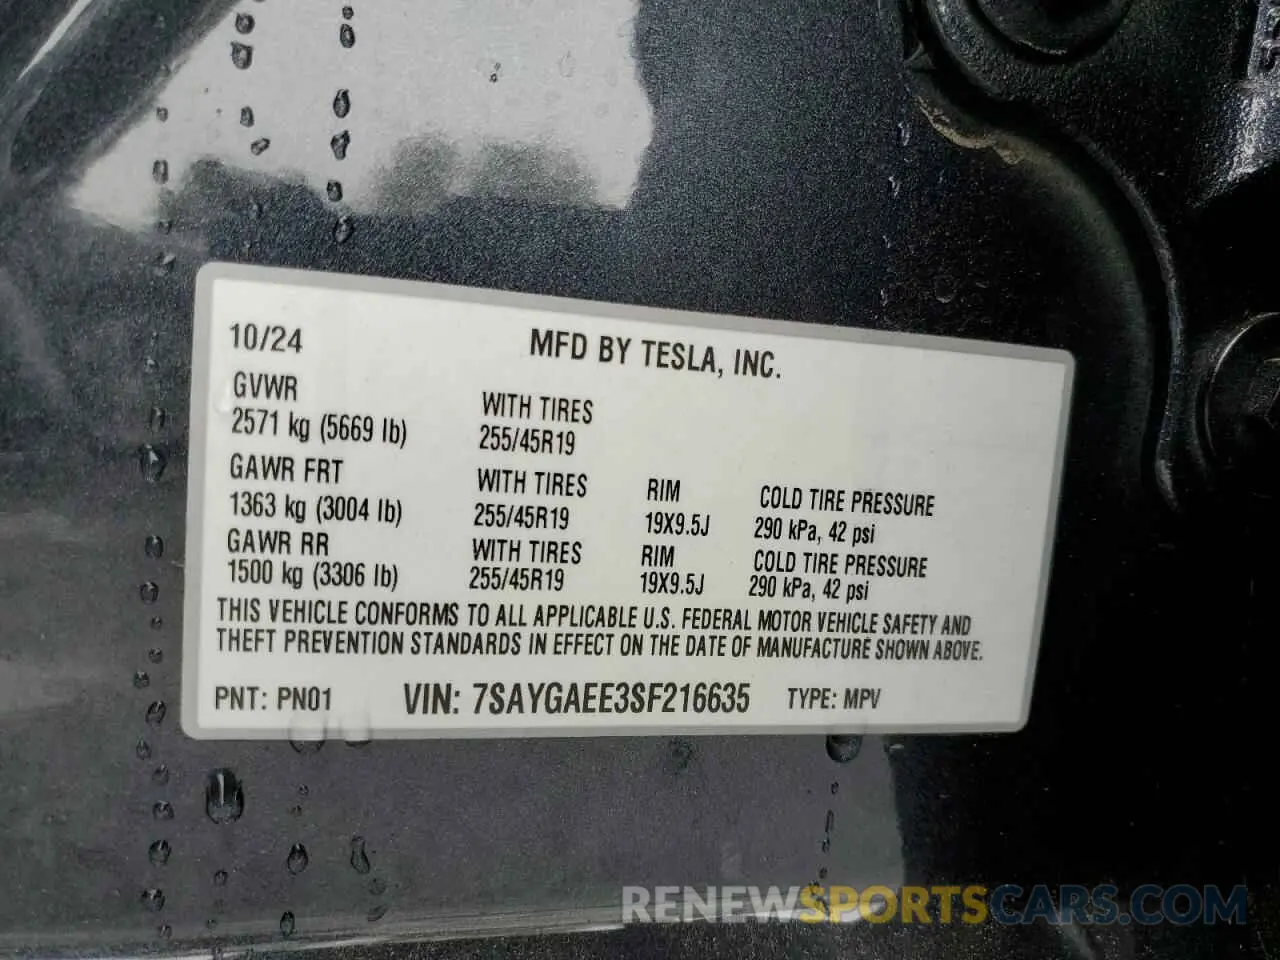 10/24 MFD BY TESLA, INC.
GVWR WITH TIRES
2571 kg (5669 lb) 255/45R19
GAWR FRT WITH TIRES RIM COLD TIRE PRESSURE
1363 kg (3004 lb) 255/45R19 19X9.5J 290 kPa, 42 psi
GAWR RR WITH TIRES RIM COLD TIRE PRESSURE
1500 kg (3306 lb) 255/45R19 19X9.5J 290 kPa, 42 psi
THIS VEHICLE CONFORMS TO ALL APPLICABLE U.S. FEDERAL MOTOR VEHICLE SAFETY AND
THEFT PREVENTION STANDARDS IN EFFECT ON THE DATE OF MANUFACTURE SHOWN ABOVE.
PNT: PN01 VIN: 7SAYGAEE3SF216635 TYPE: MPV
RENEWSPORTSCARS.COM